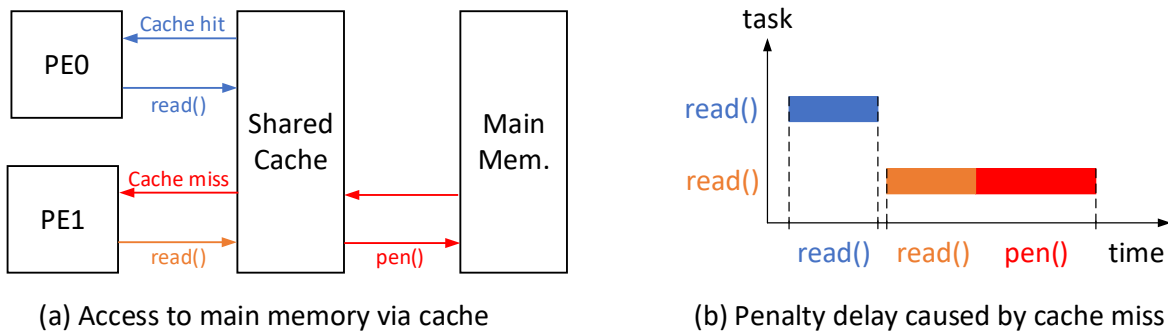 Cache hit
PE0
read()
Shared
Cache
Main
Mem.
Cache miss
PE1
read()
pen()
(a) Access to main memory via cache
task
read()
read()
read()
read()
pen()
time
(b) Penalty delay caused by cache miss